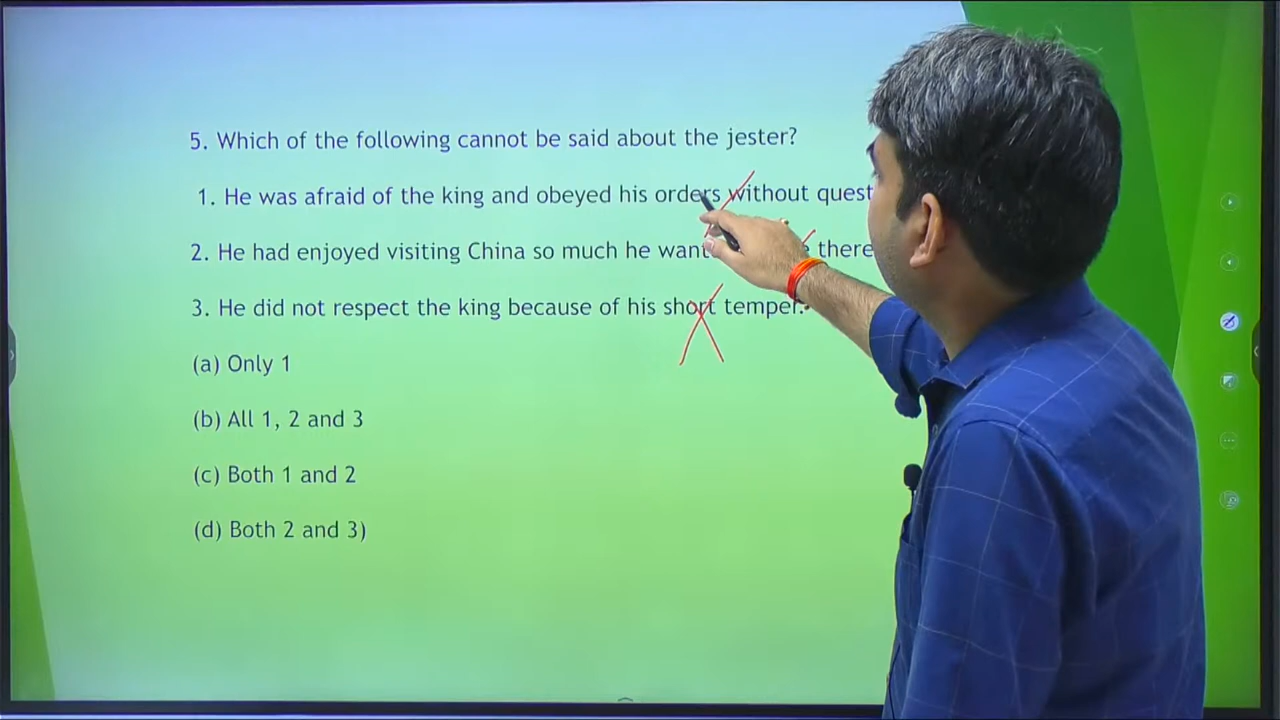 5. Which of the following cannot be said about the jester?
1. He was afraid of the king and obeyed his orders without quest
2. He had enjoyed visiting China so much he want there
3. He did not respect the king because of his short temper.
(a) Only 1
(b) All 1, 2 and 3
(c) Both 1 and 2
(d) Both 2 and 3)